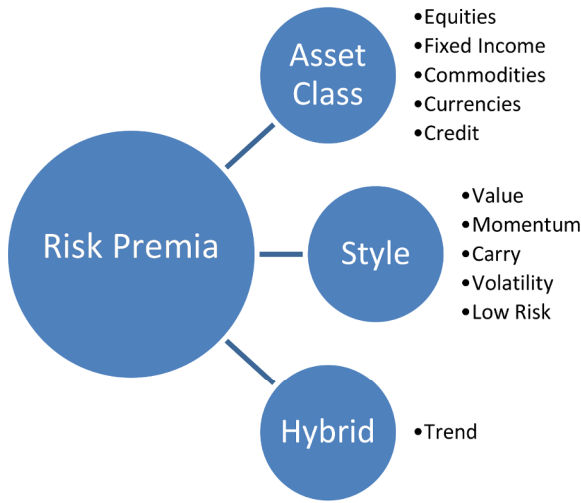 Risk Premia
Asset
Class
•Equities
•Fixed Income
•Commodities
•Currencies
•Credit
Style
•Value
•Momentum
•Carry
•Volatility
•Low Risk
Hybrid
•Trend